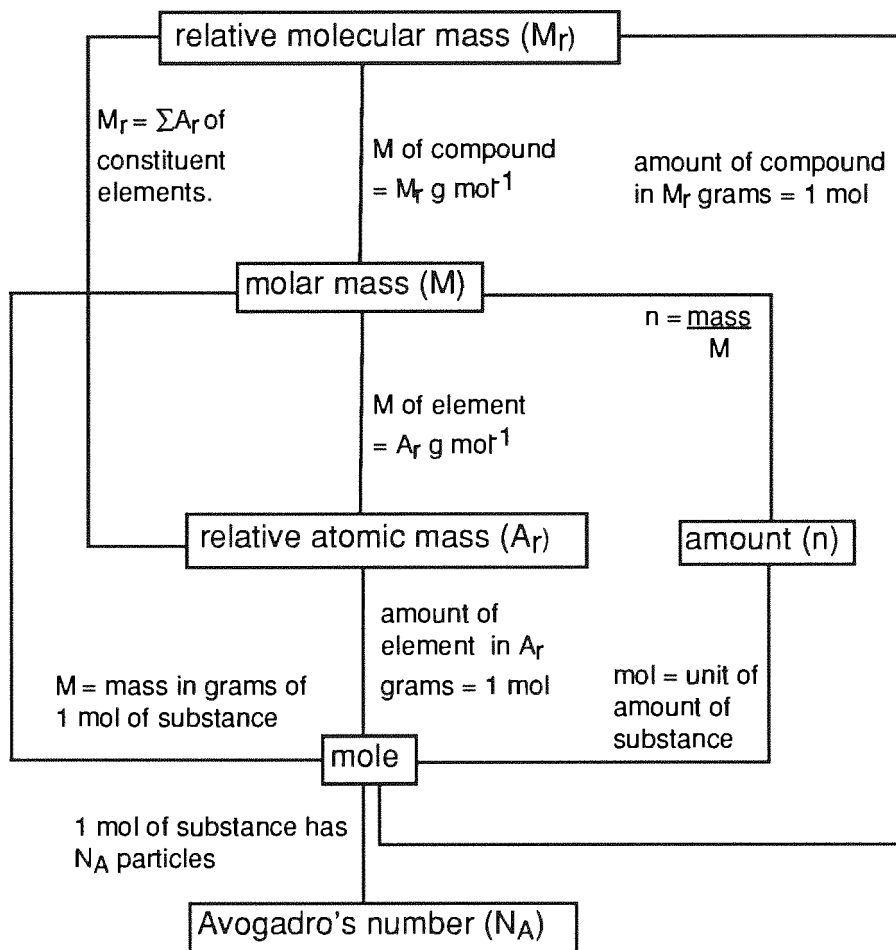 relative molecular mass (Mr)
Mr = ΣAr of
constituent
elements.
M of compound
= Mr g mol-1
amount of compound
in Mr grams = 1 mol
molar mass (M)
n = mass
M
M of element
= Ar g mol-1
relative atomic mass (Ar)
amount (n)
amount of
element in Ar
grams = 1 mol
M = mass in grams of
1 mol of substance
mol = unit of
amount of
substance
mole
1 mol of substance has
NA particles
Avogadro's number (NA)